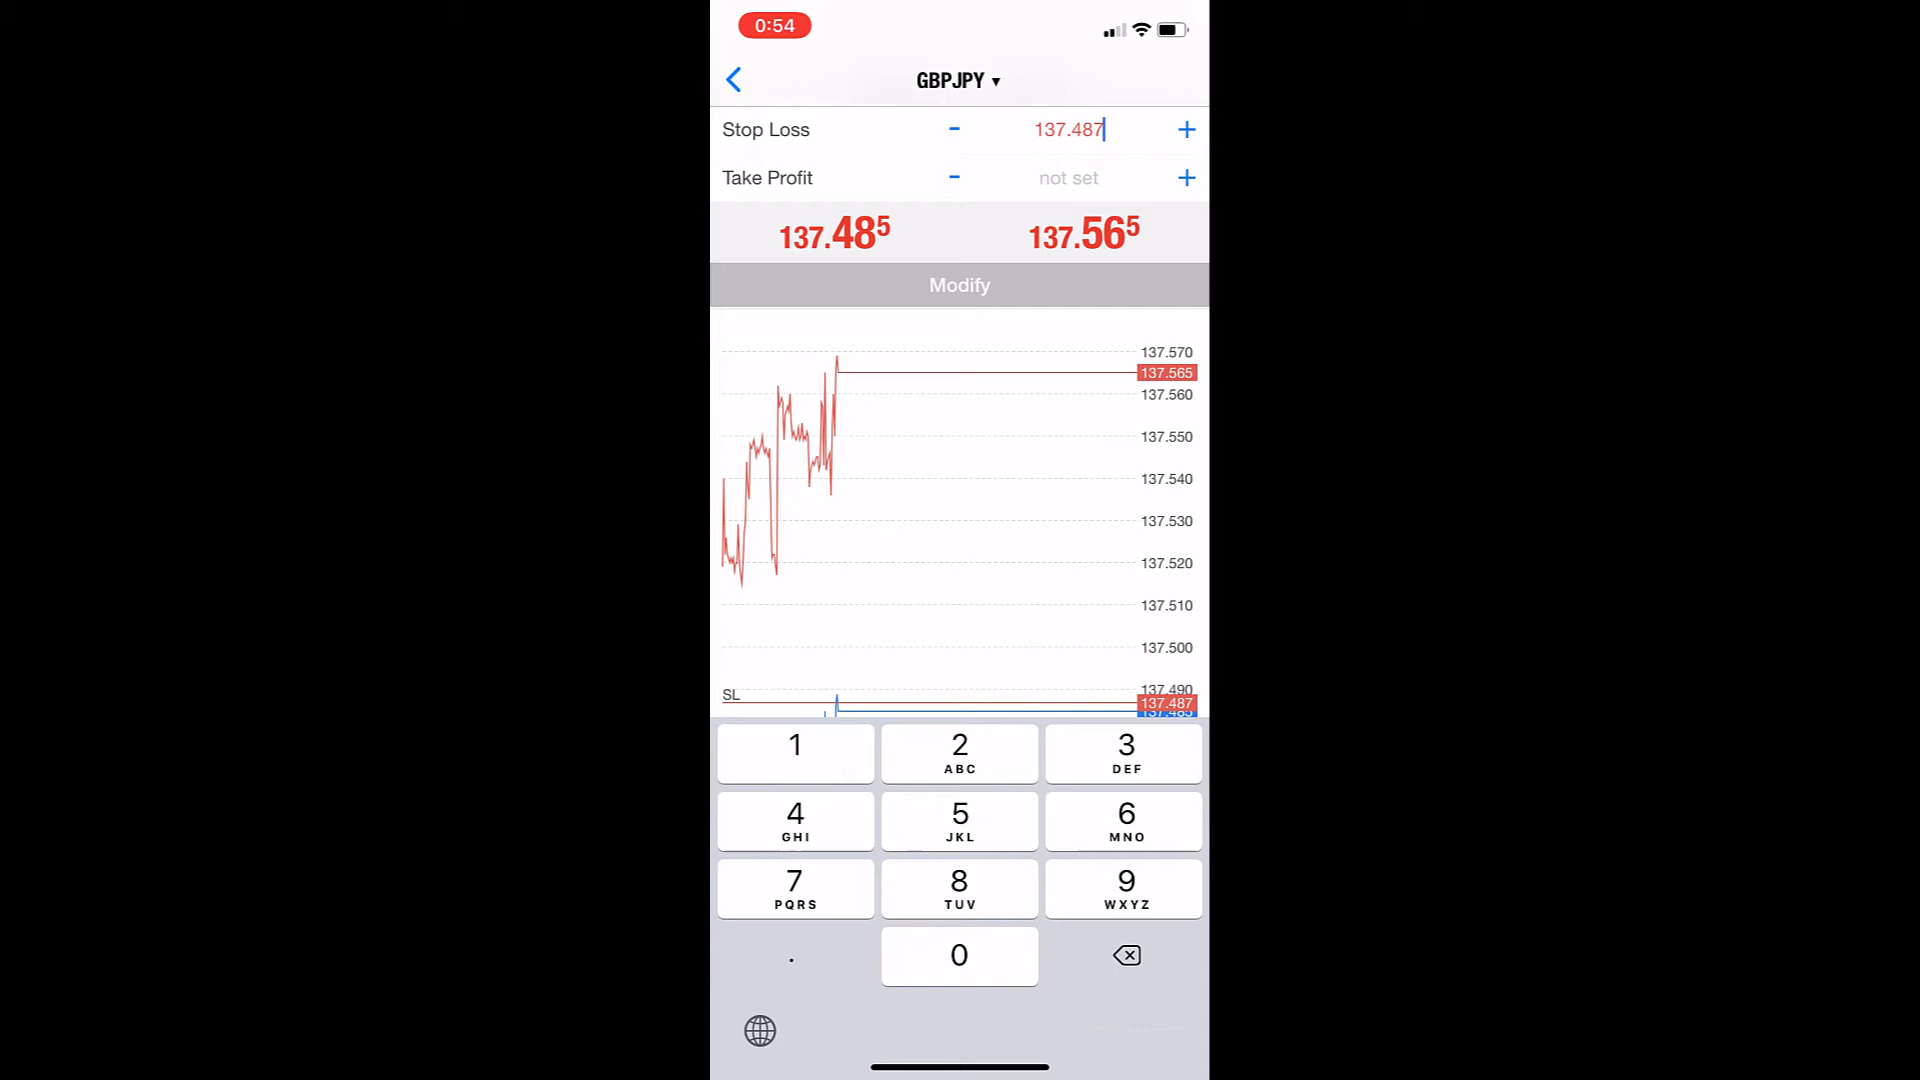 0:54
GBPJPY ▼
Stop Loss - 137.487 +
Take Profit - not set +
137.485 137.565
Modify
137.570
137.565
137.560
137.550
137.540
137.530
137.520
137.510
137.500
137.490
SL
137.487
137.485
1 2 3
ABC DEF
4 5 6
GHI JKL MNO
7 8 9
PQRS TUV WXYZ
. 0